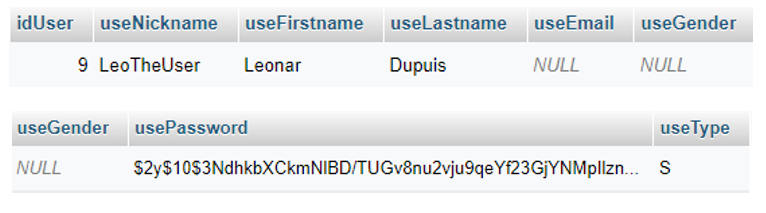 idUser useNickname useFirstname useLastname useEmail useGender
9 LeoTheUser Leonar Dupuis NULL NULL
useGender usePassword useType
NULL $2y$10$3NdhkbXCkmNlBD/TUGv8nu2vju9qeYf23GjYNMpIlzn... S